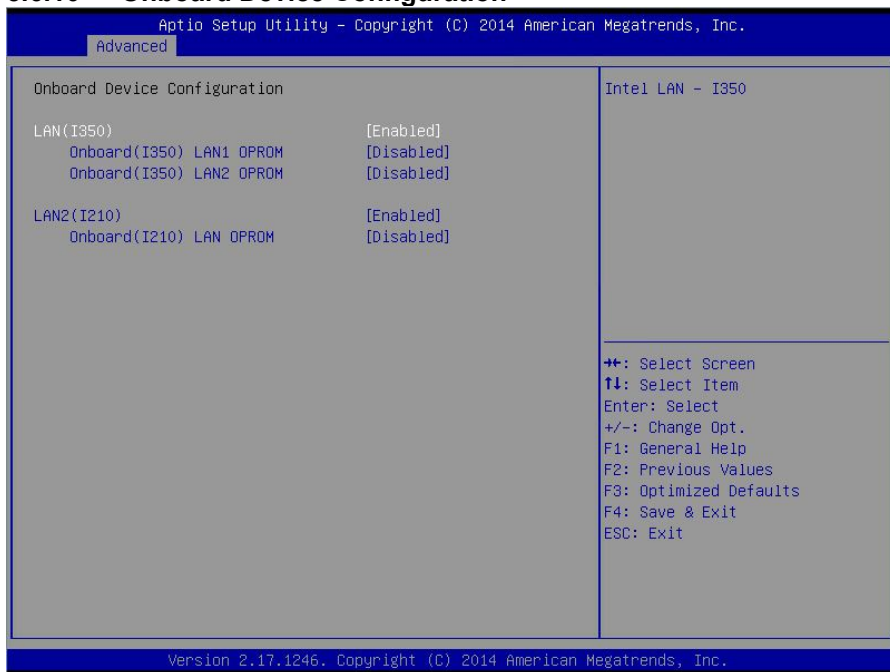 Aptio Setup Utility – Copyright (C) 2014 American Megatrends, Inc.
Advanced
Onboard Device Configuration
LAN(I350) [Enabled]
Onboard(I350) LAN1 OPROM [Disabled]
Onboard(I350) LAN2 OPROM [Disabled]
LAN2(I210) [Enabled]
Onboard(I210) LAN OPROM [Disabled]
Intel LAN – I350
→←: Select Screen
↑↓: Select Item
Enter: Select
+/-: Change Opt.
F1: General Help
F2: Previous Values
F3: Optimized Defaults
F4: Save & Exit
ESC: Exit
Version 2.17.1246. Copyright (C) 2014 American Megatrends, Inc.